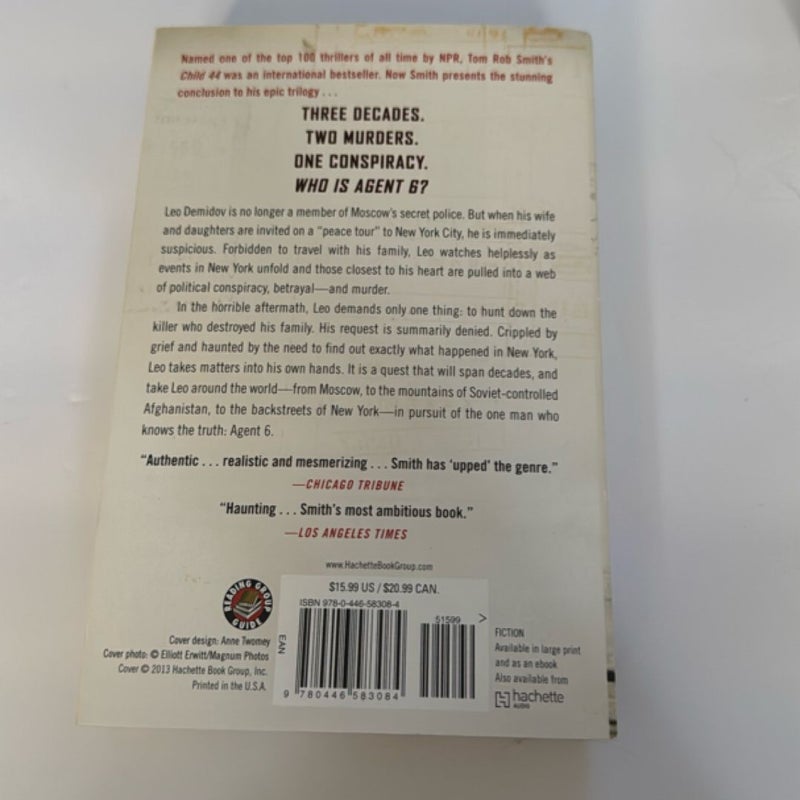 Named one of the top 100 thrillers of all time by NPR, Tom Rob Smith's
Child 44 was an international bestseller. Now Smith presents the stunning
conclusion to his epic trilogy . . .
THREE DECADES.
TWO MURDERS.
ONE CONSPIRACY.
WHO IS AGENT 6?
Leo Demidov is no longer a member of Moscow's secret police. But when his wife
and daughters are invited on a “peace tour” to New York City, he is immediately
suspicious. Forbidden to travel with his family, Leo watches helplessly as
events in New York unfold and those closest to his heart are pulled into a web
of political conspiracy, betrayal—and murder.
In the horrible aftermath, Leo demands only one thing: to hunt down the
killer who destroyed his family. His request is summarily denied. Crippled by
grief and haunted by the need to find out exactly what happened in New York,
Leo takes matters into his own hands. It is a quest that will span decades, and
take Leo around the world—from Moscow, to the mountains of Soviet-controlled
Afghanistan, to the backstreets of New York—in pursuit of the one man who
knows the truth: Agent 6.
“Authentic . . . realistic and mesmerizing . . . Smith has ‘upped’ the genre.”
—CHICAGO TRIBUNE
“Haunting . . . Smith's most ambitious book.”
—LOS ANGELES TIMES
www.HachetteBookGroup.com
READING GROUP GUIDE
Cover design: Anne Twomey
Cover photo: © Elliott Erwitt/Magnum Photos
Cover © 2013 Hachette Book Group, Inc.
Printed in the U.S.A.
$15.99 US / $20.99 CAN.
ISBN 978-0-446-58308-4
51599 >
EAN
9 780446 583084
FICTION
Available in large print
and as an ebook
Also available from
hachette
AUDIO